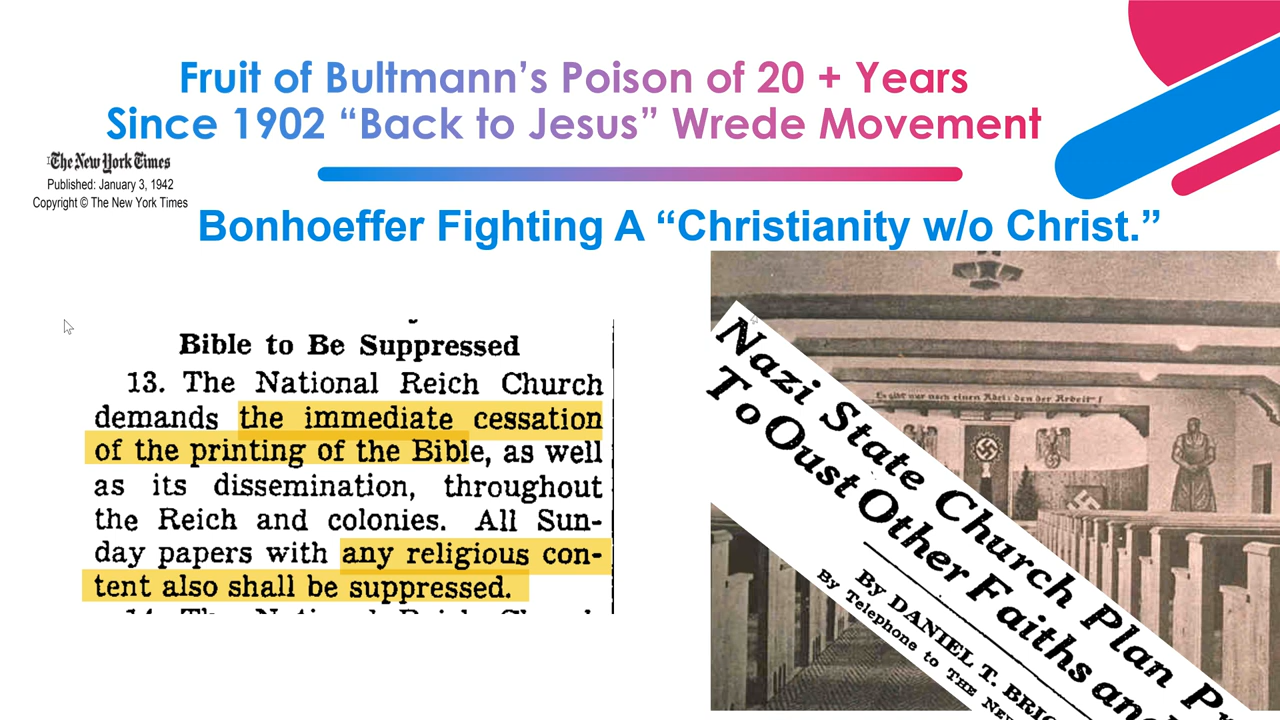 Fruit of Bultmann’s Poison of 20 + Years
Since 1902 “Back to Jesus” Wrede Movement
The New York Times
Published: January 3, 1942
Copyright © The New York Times
Bonhoeffer Fighting A “Christianity w/o Christ.”
Bible to Be Suppressed
13. The National Reich Church
demands the immediate cessation
of the printing of the Bible, as well
as its dissemination, throughout
the Reich and colonies. All Sun-
day papers with any religious con-
tent also shall be suppressed.
Nazi State Church Plan
To Oust Other Faiths and
By DANIEL T.
By Telephone to THE